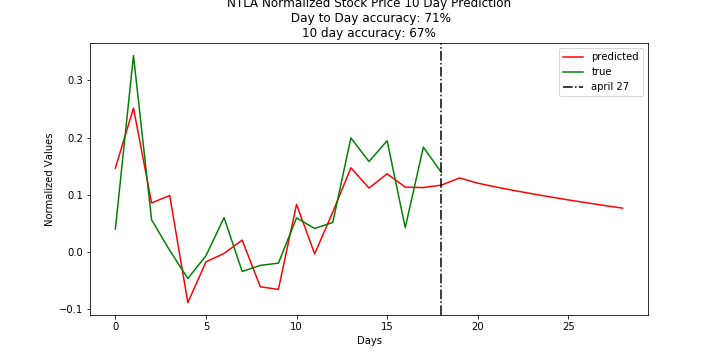 NTLA Normalized Stock Price 10 Day Prediction
Day to Day accuracy: 71%
10 day accuracy: 67%
predicted
true
april 27
Normalized Values
0.3
0.2
0.1
0.0
−0.1
0 5 10 15 20 25
Days